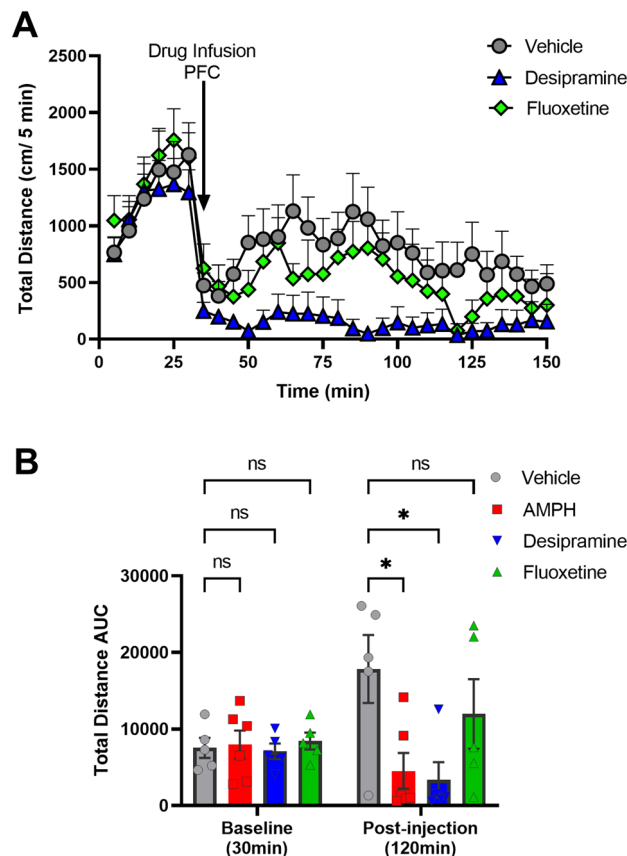 A
Drug Infusion
PFC
Vehicle
Desipramine
Fluoxetine
Total Distance (cm/ 5 min)
2500
2000
1500
1000
500
0
0 25 50 75 100 125 150
Time (min)
B
ns
ns
ns
ns
*
*
Vehicle
AMPH
Desipramine
Fluoxetine
Total Distance AUC
30000
20000
10000
0
Baseline
(30min)
Post-injection
(120min)